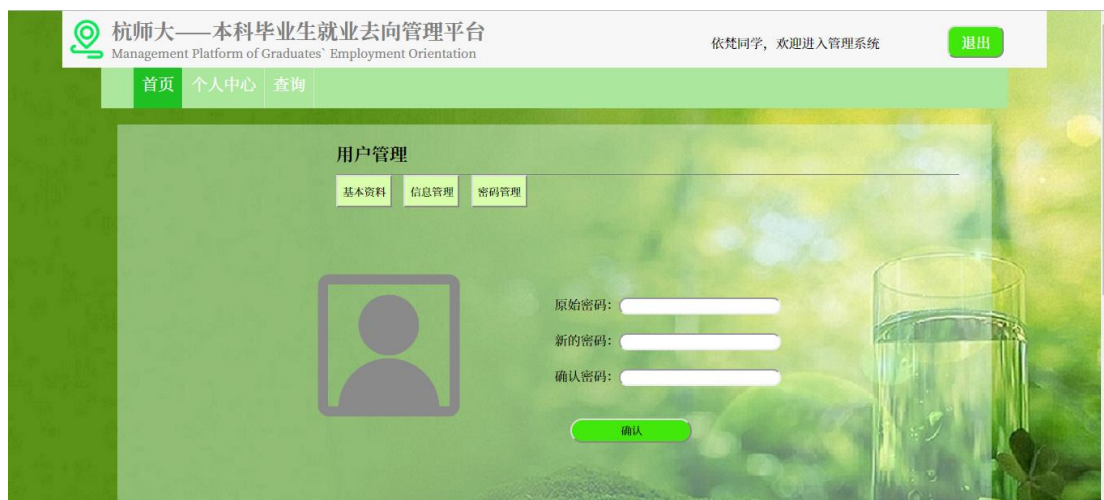 杭师大——本科毕业生就业去向管理平台
Management Platform of Graduates` Employment Orientation
依梵同学，欢迎进入管理系统
退出
首页 个人中心 查询
用户管理
基本资料 信息管理 密码管理
原始密码：
新的密码：
确认密码：
确认